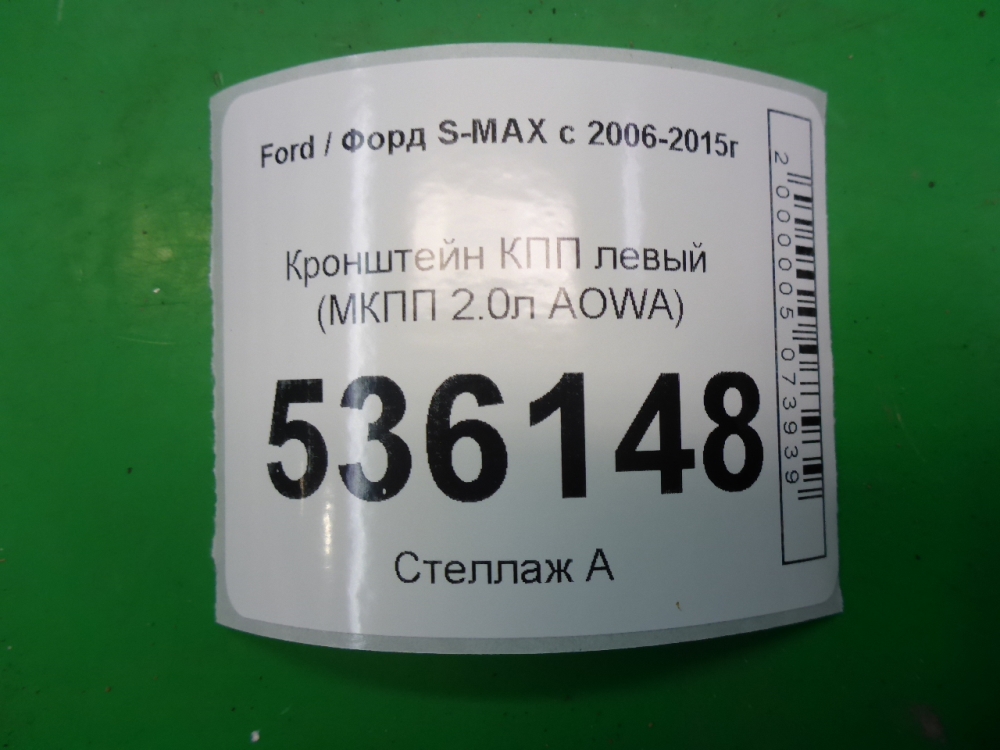 Ford / Форд S-MAX с 2006-2015г
Кронштейн КПП левый
(МКПП 2.0л AOWA)
536148
Стеллаж А
2000005073939